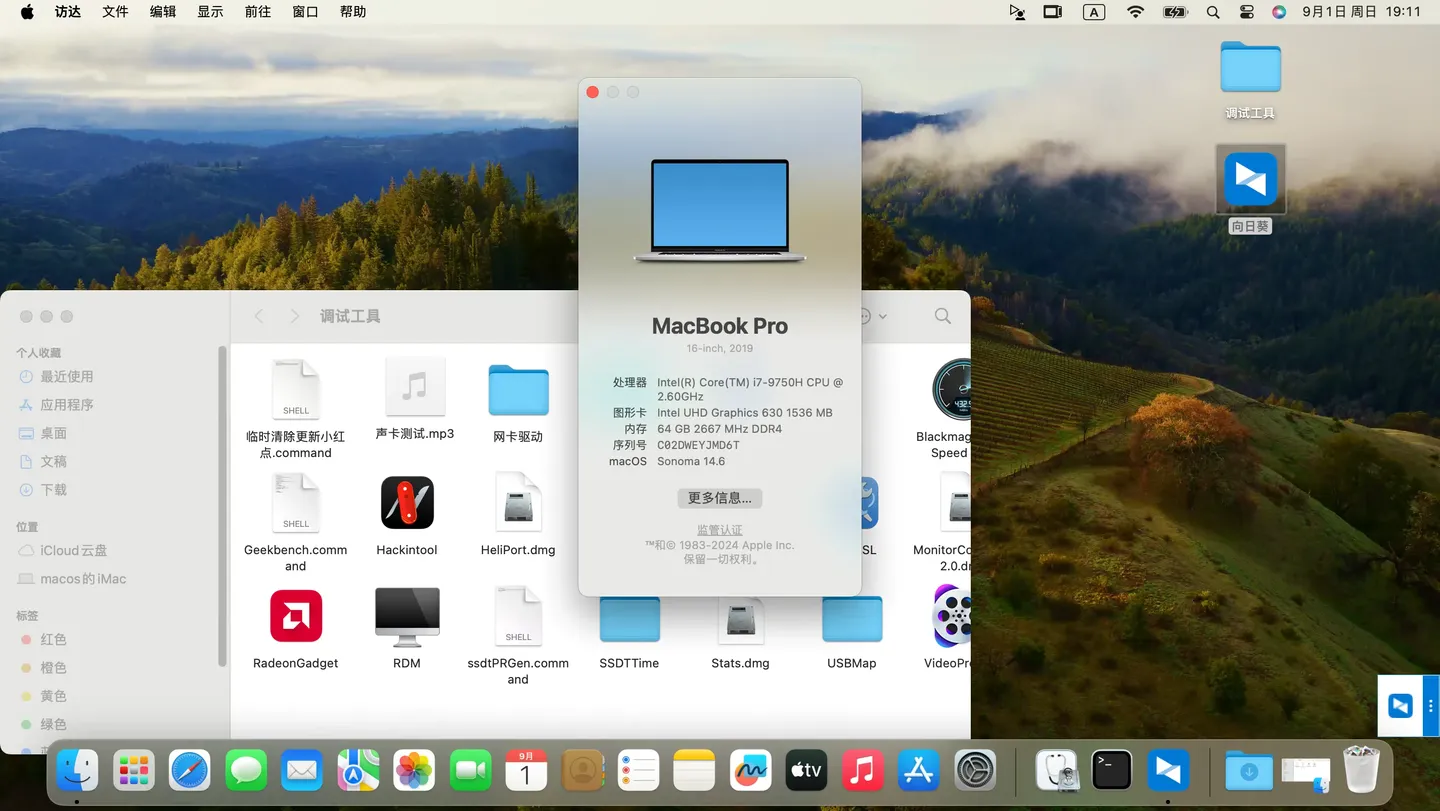 访达 文件 编辑 显示 前往 窗口 帮助
A
9月1日 周日 19:11
调试工具
向日葵
MacBook Pro
16-inch, 2019
处理器 Intel(R) Core(TM) i7-9750H CPU @
2.60GHz
图形卡 Intel UHD Graphics 630 1536 MB
内存 64 GB 2667 MHz DDR4
序列号 C02DWEYJMD6T
macOS Sonoma 14.6
更多信息...
监管认证
™和© 1983-2024 Apple Inc.
保留一切权利。
调试工具
个人收藏
最近使用
应用程序
桌面
文稿
下载
位置
iCloud 云盘
macos的iMac
标签
红色
橙色
黄色
绿色
SHELL
临时清除更新小红
点.command
声卡测试.mp3
网卡驱动
Blackmag
Speed
SHELL
Geekbench.comm
and
Hackintool
HeliPort.dmg
SL
MonitorCo
2.0.dr
RadeonGadget
RDM
SHELL
ssdtPRGen.comm
and
SSDTTime
Stats.dmg
USBMap
VideoPro
9月
1
tv